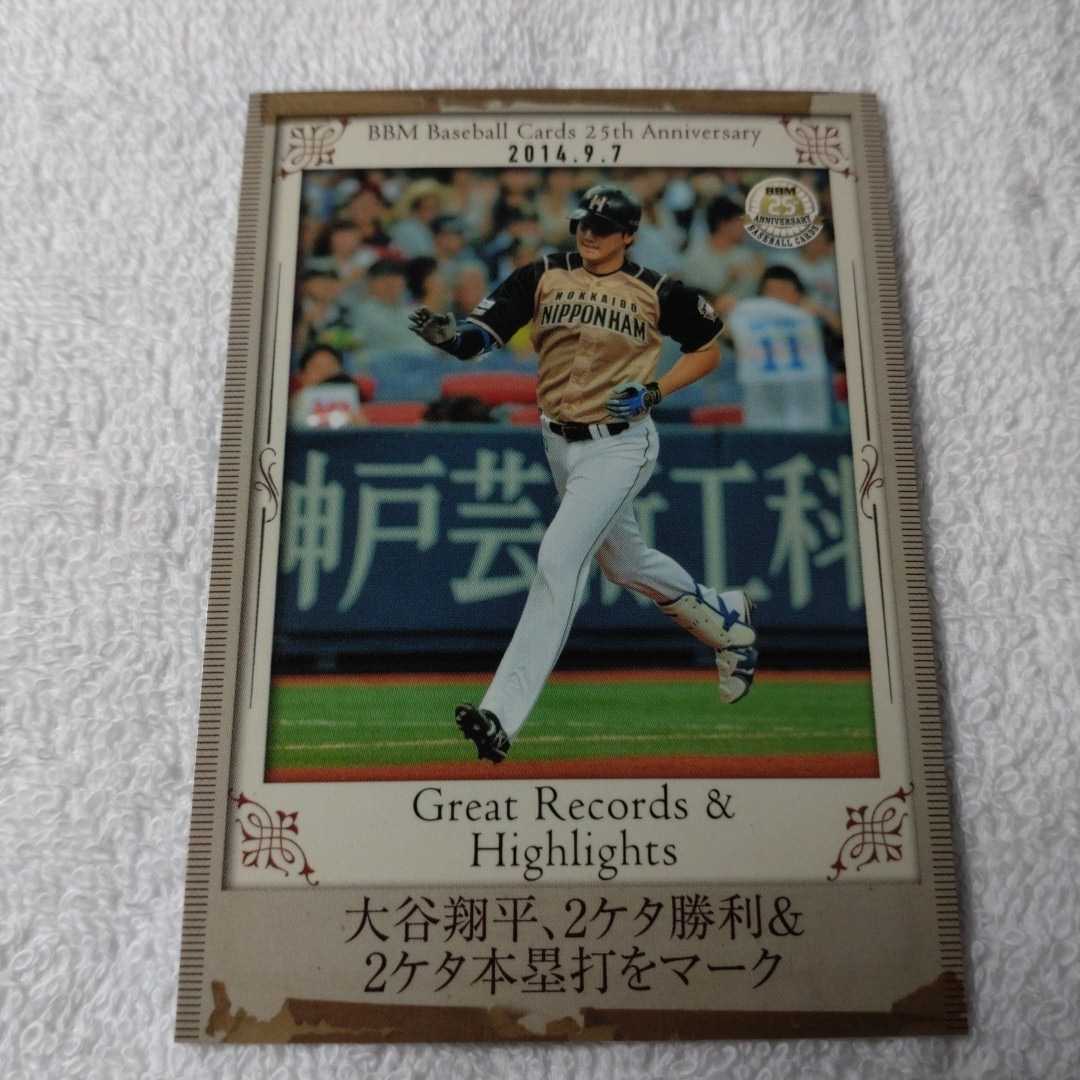 BBM Baseball Cards 25th Anniversary
2014.9.7
BBM
25
ANNIVERSARY
BASEBALL CARDS
H
HOKKAIDO
NIPPONHAM
11
神戸芸術工科
Great Records &
Highlights
大谷翔平、2ケタ勝利&
2ケタ本塁打をマーク